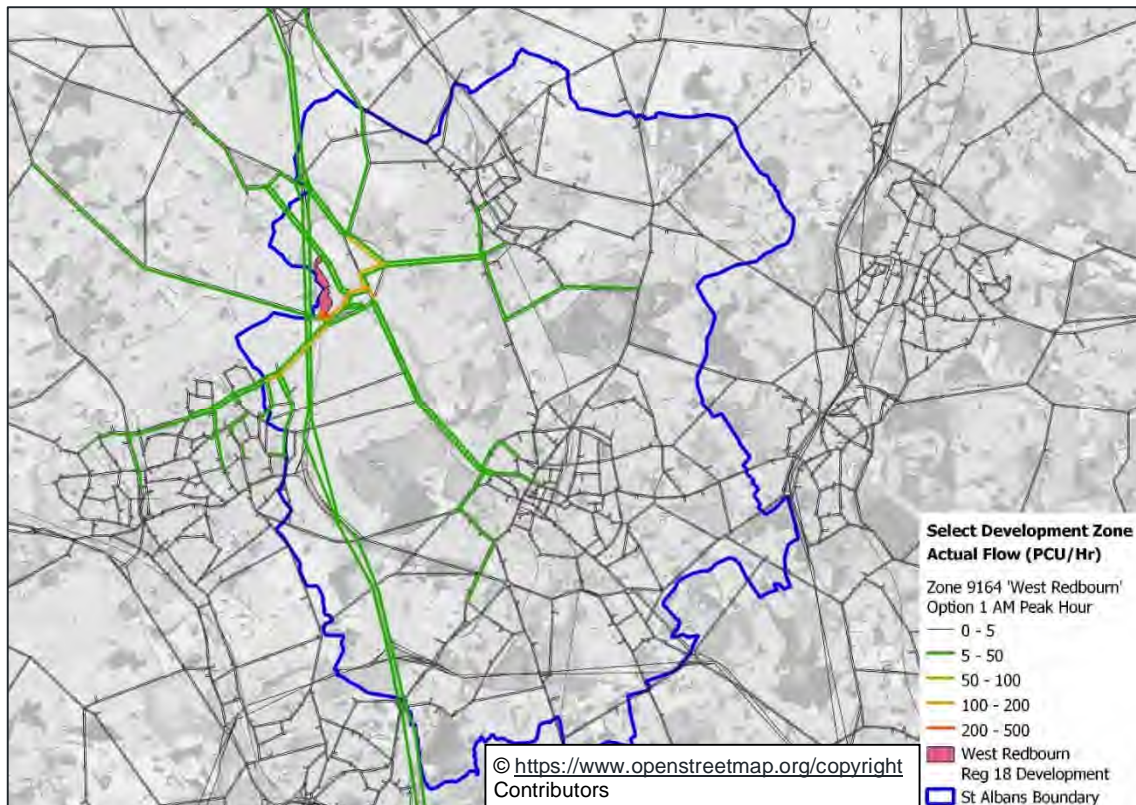 Select Development Zone
Actual Flow (PCU/Hr)
Zone 9164 'West Redbourn'
Option 1 AM Peak Hour
0 - 5
5 - 50
50 - 100
100 - 200
200 - 500
West Redbourn
Reg 18 Development
St Albans Boundary
© https://www.openstreetmap.org/copyright
Contributors